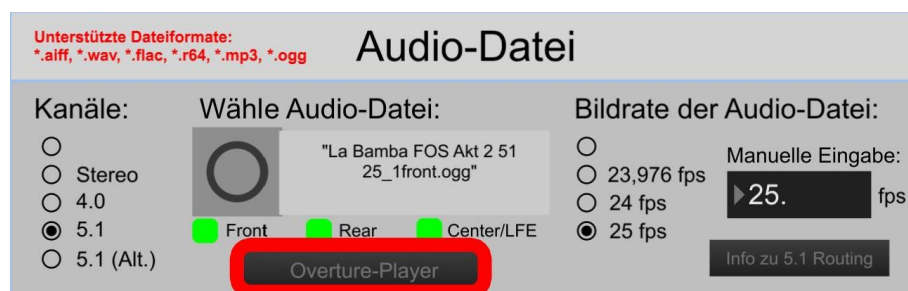 Unterstützte Dateiformate:
*.aiff, *.wav, *.flac, *.r64, *.mp3, *.ogg
Audio-Datei
Kanäle:
Stereo
4.0
5.1
5.1 (Alt.)
Wähle Audio-Datei:
"La Bamba FOS Akt 2 51
25_1front.ogg"
Front
Rear
Center/LFE
Overture-Player
Bildrate der Audio-Datei:
23,976 fps
24 fps
25 fps
Manuelle Eingabe:
25.
fps
Info zu 5.1 Routing